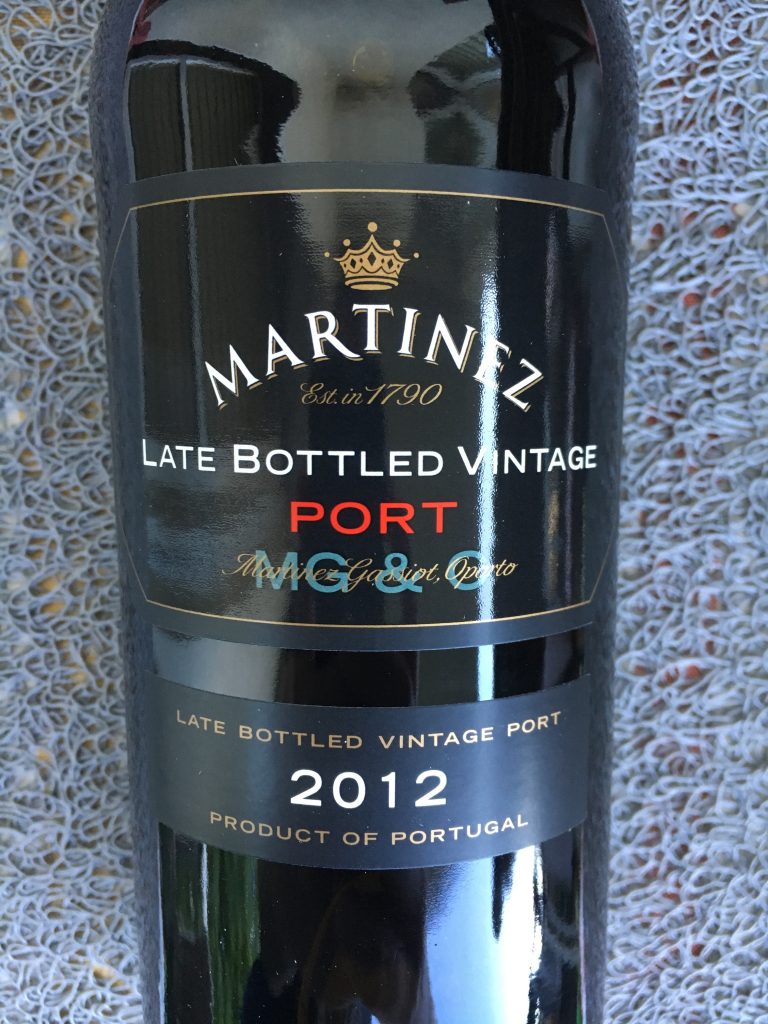 MARTINEZ
Est. in 1790
LATE BOTTLED VINTAGE
PORT
MG & C
Martinez Gassiot, Oporto
LATE BOTTLED VINTAGE PORT
2012
PRODUCT OF PORTUGAL